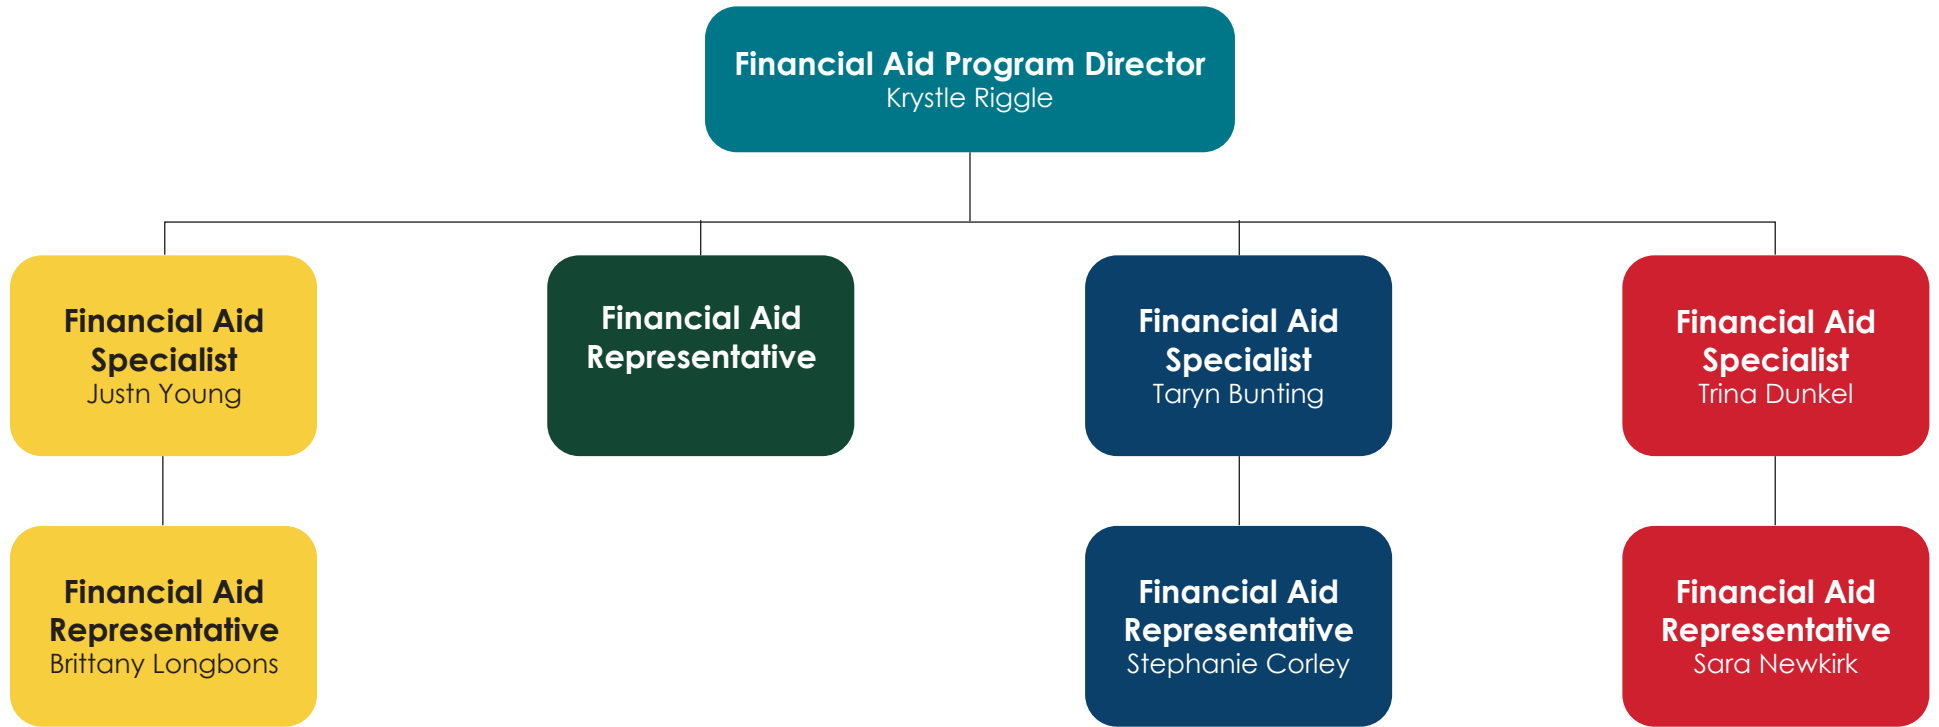 Financial Aid Program Director
Krystle Riggle
Financial Aid
Specialist
Justn Young
Financial Aid
Representative
Financial Aid
Specialist
Taryn Bunting
Financial Aid
Specialist
Trina Dunkel
Financial Aid
Representative
Brittany Longbons
Financial Aid
Representative
Stephanie Corley
Financial Aid
Representative
Sara Newkirk